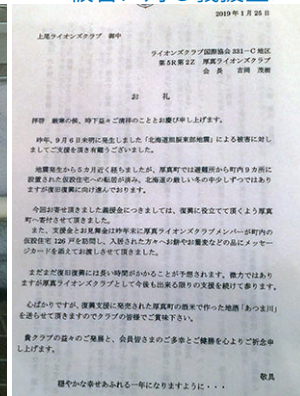 2019年1月25日
上尾ライオンズクラブ 御中
ライオンズクラブ国際協会 331－C 地区
第5R第2Z 厚真ライオンズクラブ
会 長 吉岡 茂樹
お 礼
拝啓 厳寒の候、時下益々ご清祥のこととお慶び申し上げます。
昨年、9月6日未明に発生しました「北海道胆振東部地震」による被害に対し
ましてご支援を頂き有難うございました。
地震発生から5カ月近く経ちましたが、厚真町では避難所から町内9カ所に
設置された仮設住宅への転居が済み、北海道の厳しい冬の中少しずつではあり
ますが復旧復興に向け進んでおります。
今回お寄せ頂きました義援金につきましては、復興に役立てて頂くよう厚真
町へ寄付させて頂きました。
また、支援金とお見舞金は昨年末に厚真ライオンズクラブメンバーが町内の
仮設住宅 126 戸を訪問し、入居された方々へお餅やお蕎麦などの品にメッセー
ジカードを添えてお渡しさせて頂きました。
まだまだ復旧復興には長い時間がかかることが予想されます。微力ではあり
ますが厚真ライオンズクラブとして今後も出来る限りの支援を続けて参ります。
心ばかりですが、復興支援に発売された厚真町の酒米で作った地酒「あつま川」
を送らせて頂きますのでクラブの皆様でご賞味下さい。
貴クラブの益々のご発展と、会員皆さまのご多幸とご健勝を心よりご祈念申
し上げます。
敬具
穏やかな幸せあふれる一年になりますように・・・